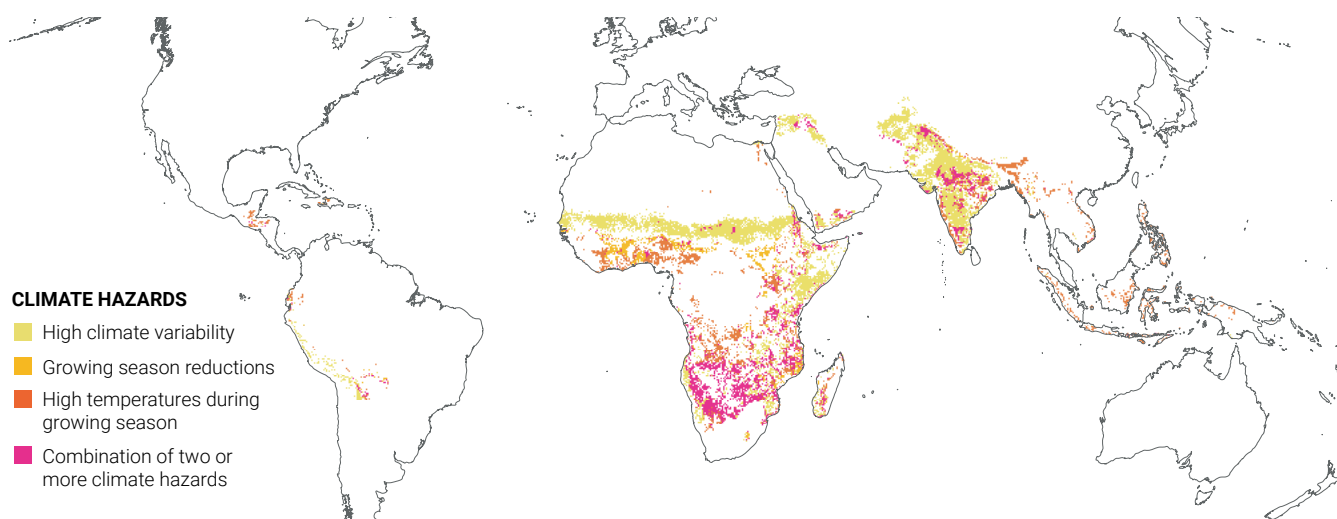 CLIMATE HAZARDS
High climate variability
Growing season reductions
High temperatures during
growing season
Combination of two or
more climate hazards